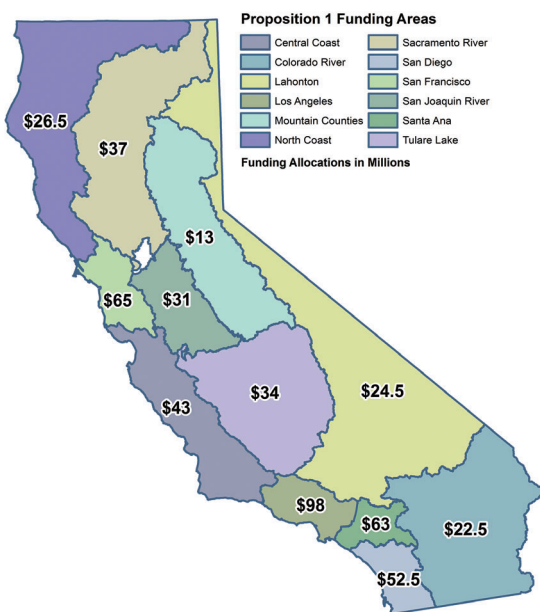 Proposition 1 Funding Areas
Central Coast
Colorado River
Lahonton
Los Angeles
Mountain Counties
North Coast
Sacramento River
San Diego
San Francisco
San Joaquin River
Santa Ana
Tulare Lake
Funding Allocations in Millions
$26.5
$37
$13
$65
$31
$43
$34
$24.5
$98
$63
$22.5
$52.5